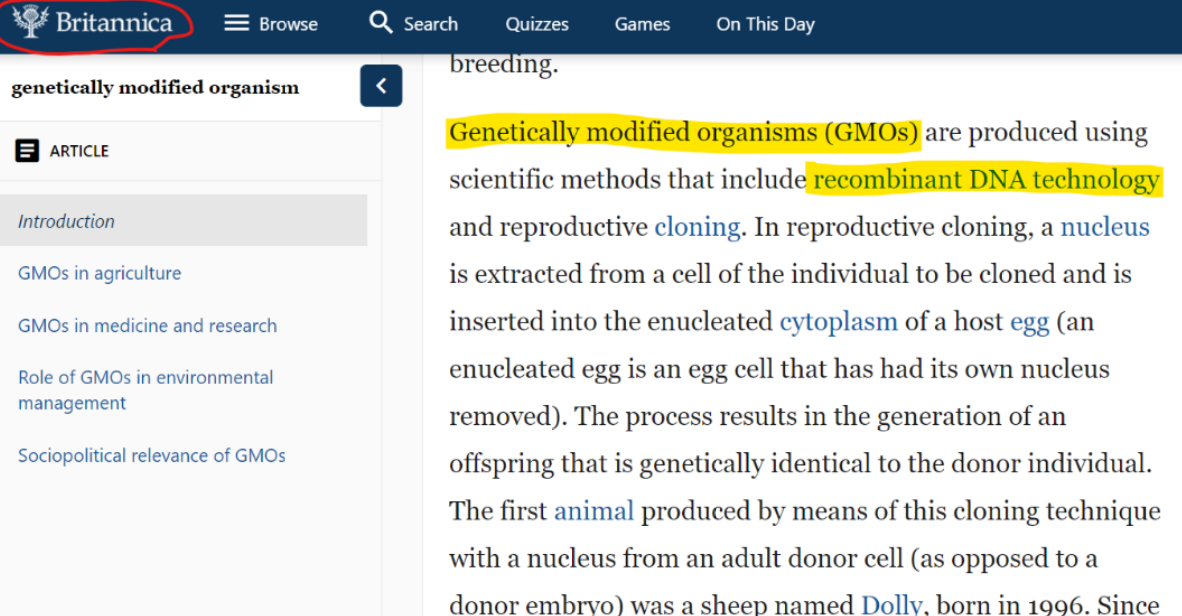 Britannica Browse Search Quizzes Games On This Day
genetically modified organism
ARTICLE
Introduction
GMOs in agriculture
GMOs in medicine and research
Role of GMOs in environmental
management
Sociopolitical relevance of GMOs
breeding.
Genetically modified organisms (GMOs) are produced using
scientific methods that include recombinant DNA technology
and reproductive cloning. In reproductive cloning, a nucleus
is extracted from a cell of the individual to be cloned and is
inserted into the enucleated cytoplasm of a host egg (an
enucleated egg is an egg cell that has had its own nucleus
removed). The process results in the generation of an
offspring that is genetically identical to the donor individual.
The first animal produced by means of this cloning technique
with a nucleus from an adult donor cell (as opposed to a
donor embryo) was a sheep named Dolly, born in 1996. Since